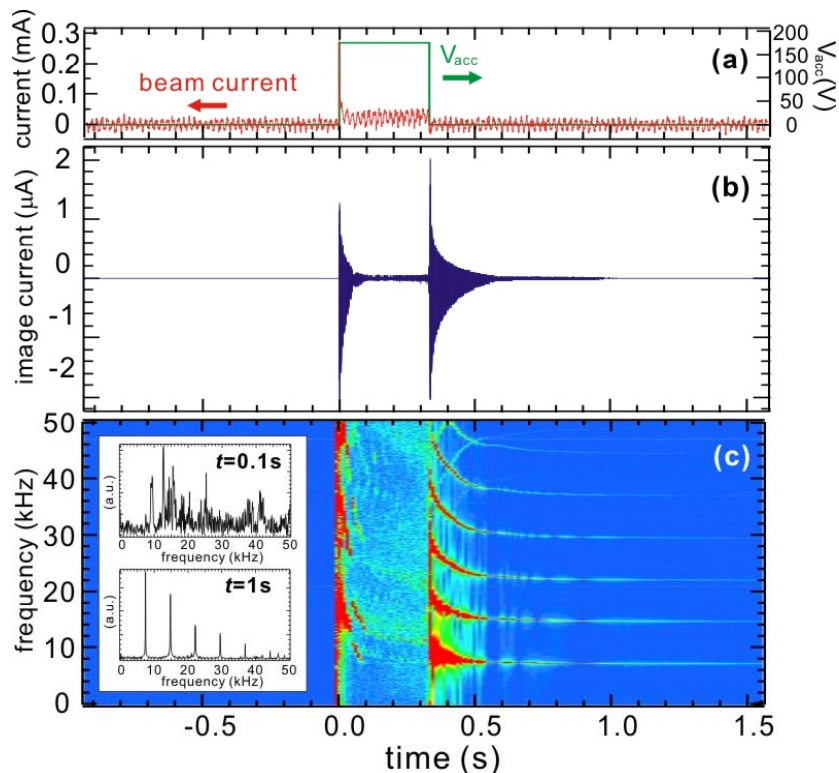 current (mA)
0.3
0.2
0.1
0
beam current
V_acc
(a)
200
150
100
50
0
V_acc(V)
image current (μA)
2
1
0
-1
-2
(b)
frequency (kHz)
50
40
30
20
10
0
(c)
t=0.1s
(a.u.)
0 10 20 30 40 50
frequency (kHz)
t=1s
(a.u.)
0 10 20 30 40 50
frequency (kHz)
-0.5 0.0 0.5 1.0 1.5
time (s)